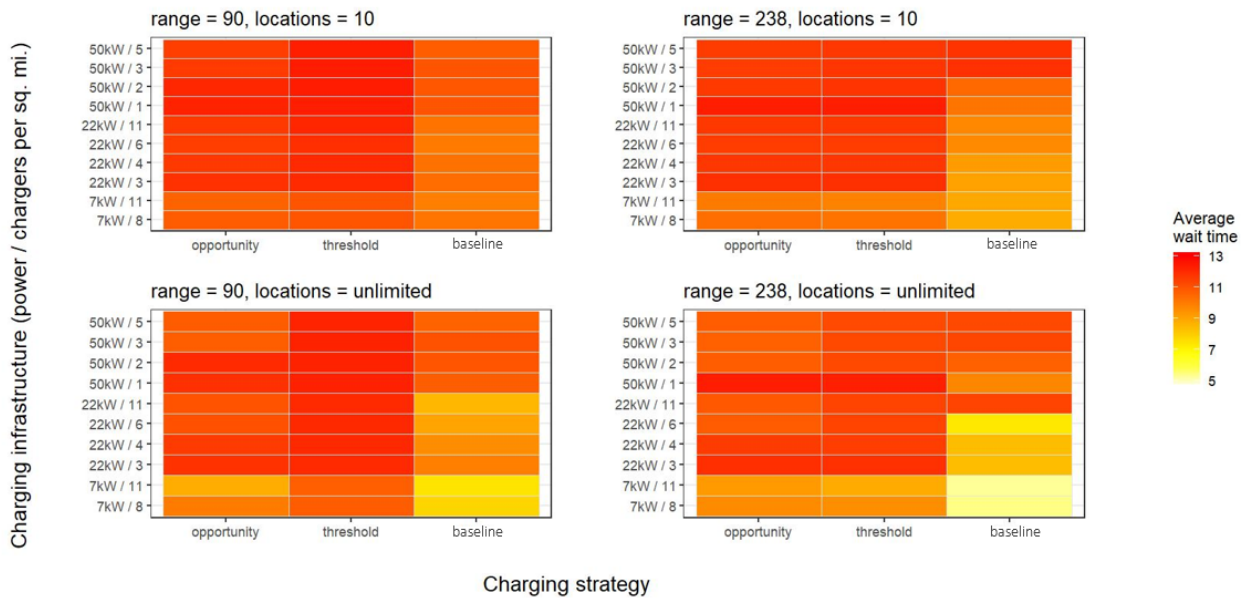 range = 90, locations = 10
50kW / 5
50kW / 3
50kW / 2
50kW / 1
22kW / 11
22kW / 6
22kW / 4
22kW / 3
7kW / 11
7kW / 8
opportunity threshold baseline
range = 238, locations = 10
50kW / 5
50kW / 3
50kW / 2
50kW / 1
22kW / 11
22kW / 6
22kW / 4
22kW / 3
7kW / 11
7kW / 8
opportunity threshold baseline
range = 90, locations = unlimited
50kW / 5
50kW / 3
50kW / 2
50kW / 1
22kW / 11
22kW / 6
22kW / 4
22kW / 3
7kW / 11
7kW / 8
opportunity threshold baseline
range = 238, locations = unlimited
50kW / 5
50kW / 3
50kW / 2
50kW / 1
22kW / 11
22kW / 6
22kW / 4
22kW / 3
7kW / 11
7kW / 8
opportunity threshold baseline
Charging infrastructure (power / chargers per sq. mi.)
Charging strategy
Average
wait time
13
11
9
7
5